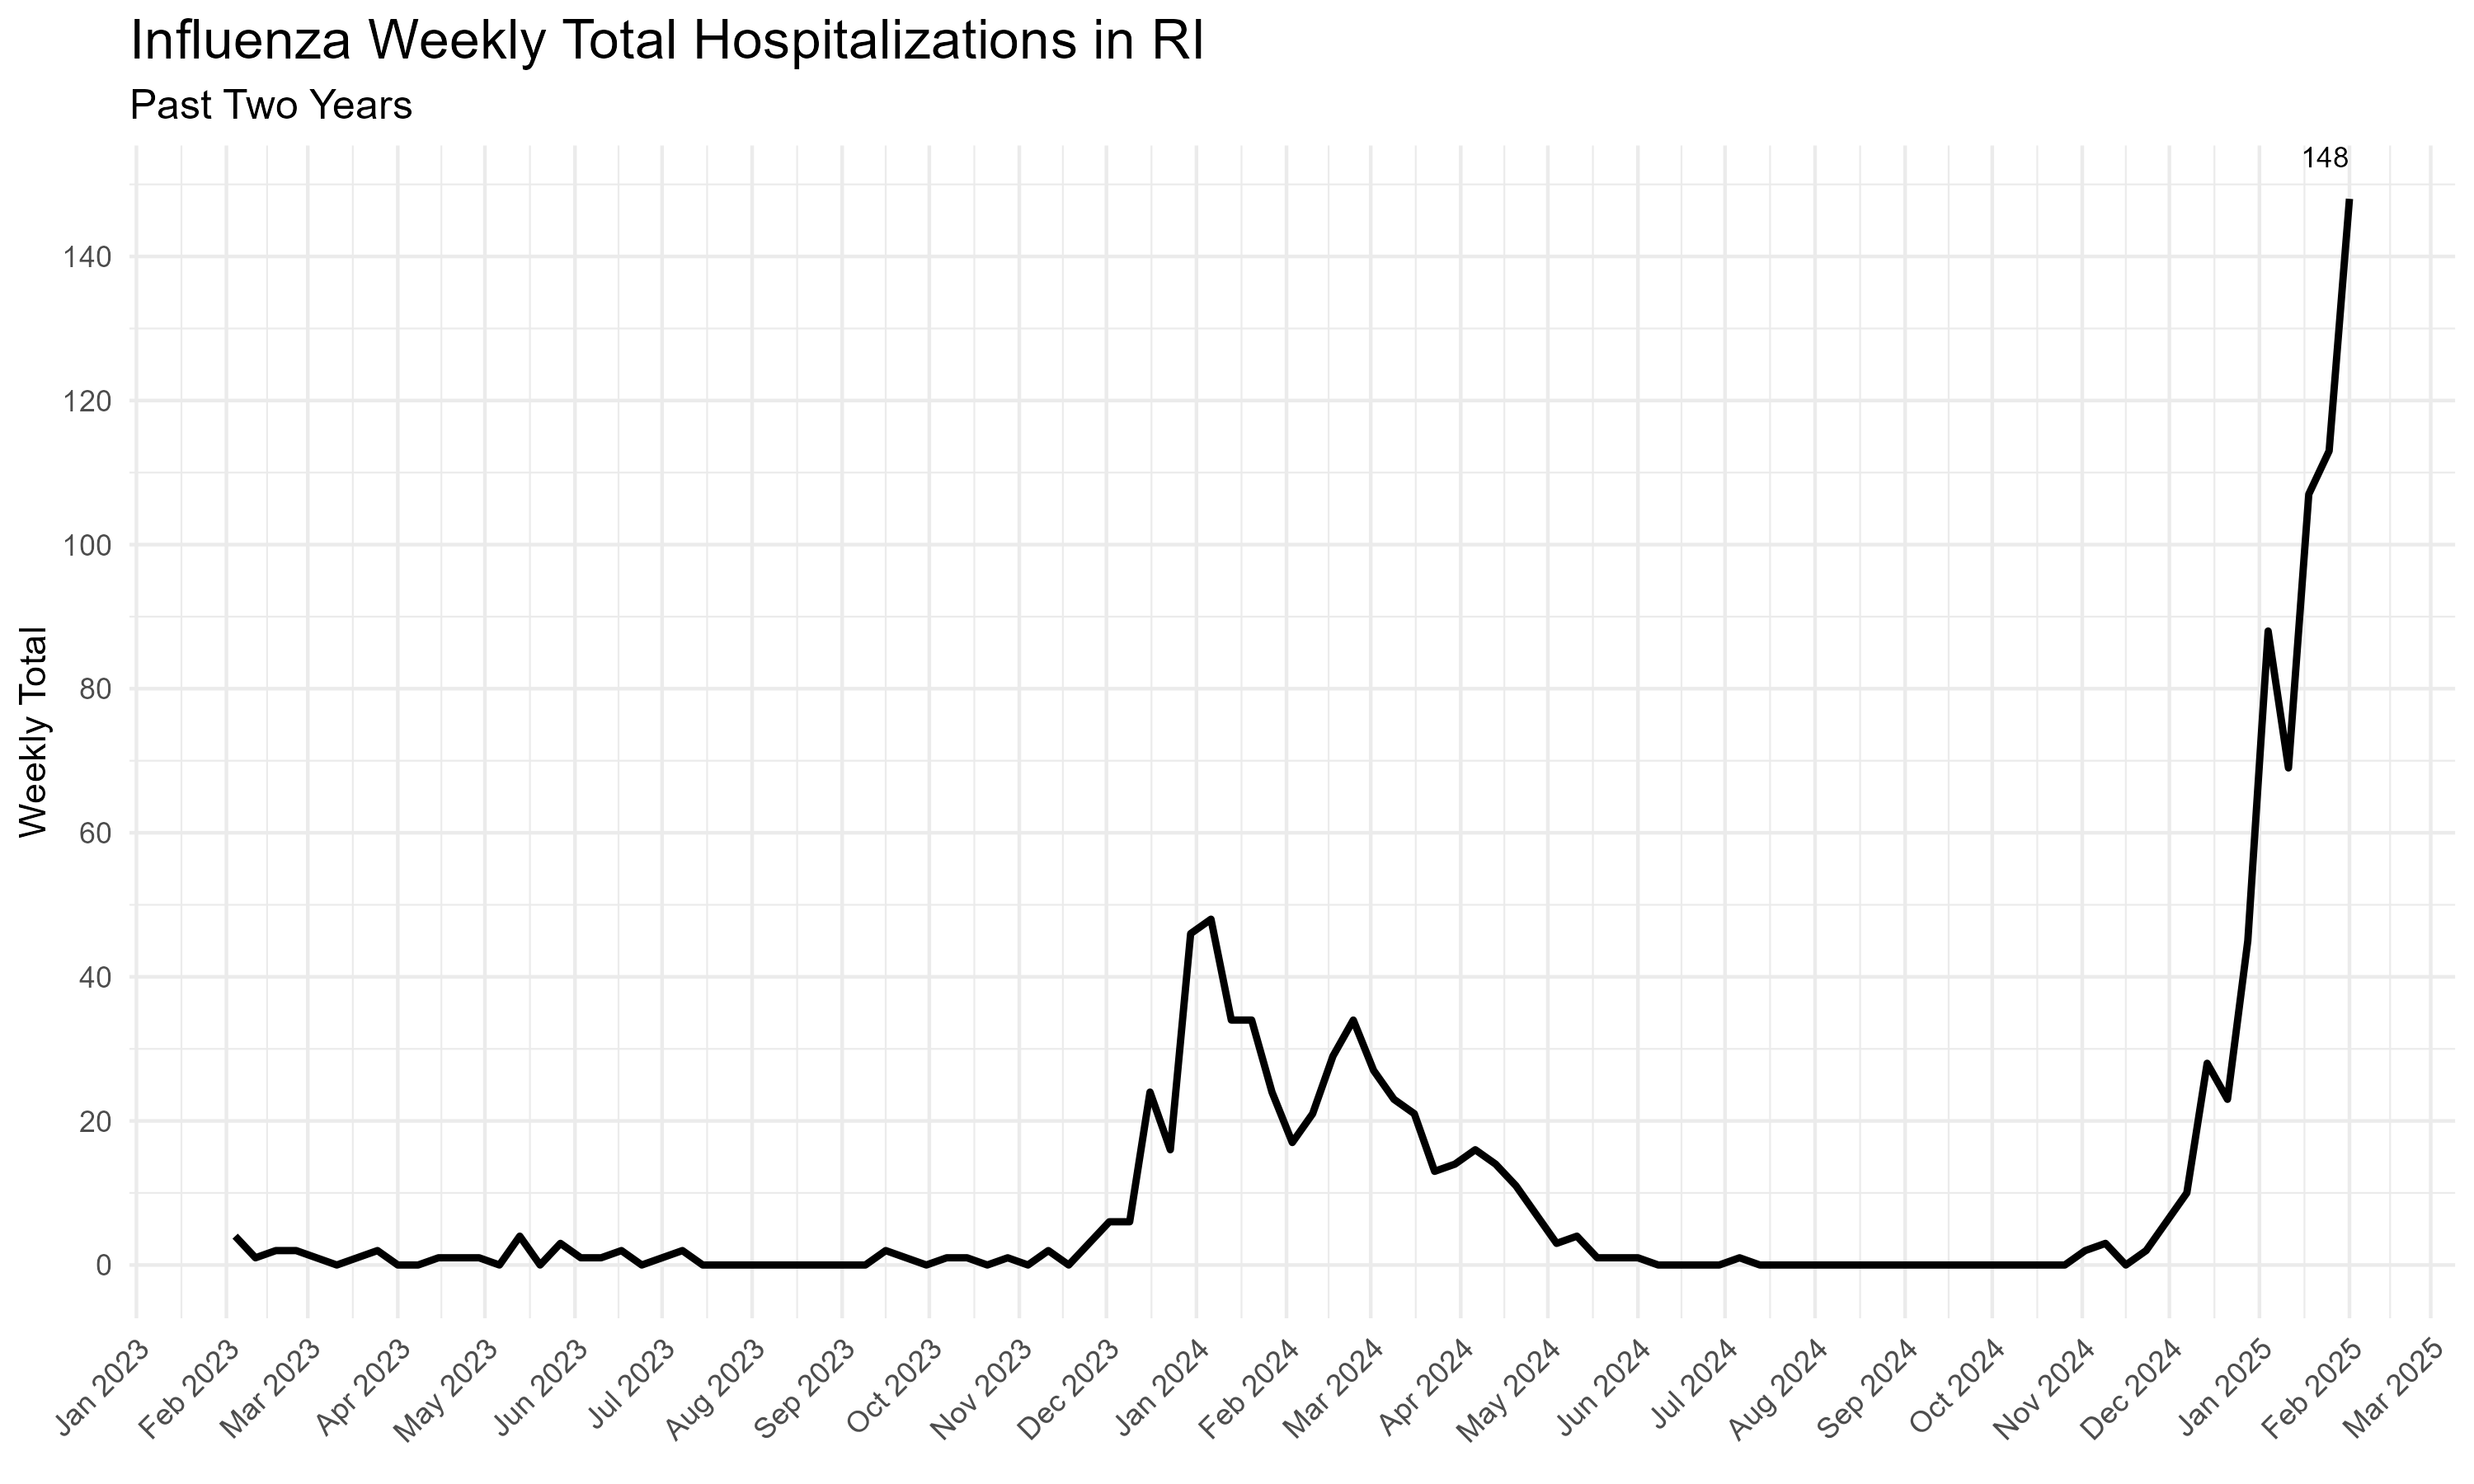 Influenza Weekly Total Hospitalizations in RI
Past Two Years
148
140
120
100
80
60
40
20
0
Weekly Total
Jan 2023
Feb 2023
Mar 2023
Apr 2023
May 2023
Jun 2023
Jul 2023
Aug 2023
Sep 2023
Oct 2023
Nov 2023
Dec 2023
Jan 2024
Feb 2024
Mar 2024
Apr 2024
May 2024
Jun 2024
Jul 2024
Aug 2024
Sep 2024
Oct 2024
Nov 2024
Dec 2024
Jan 2025
Feb 2025
Mar 2025